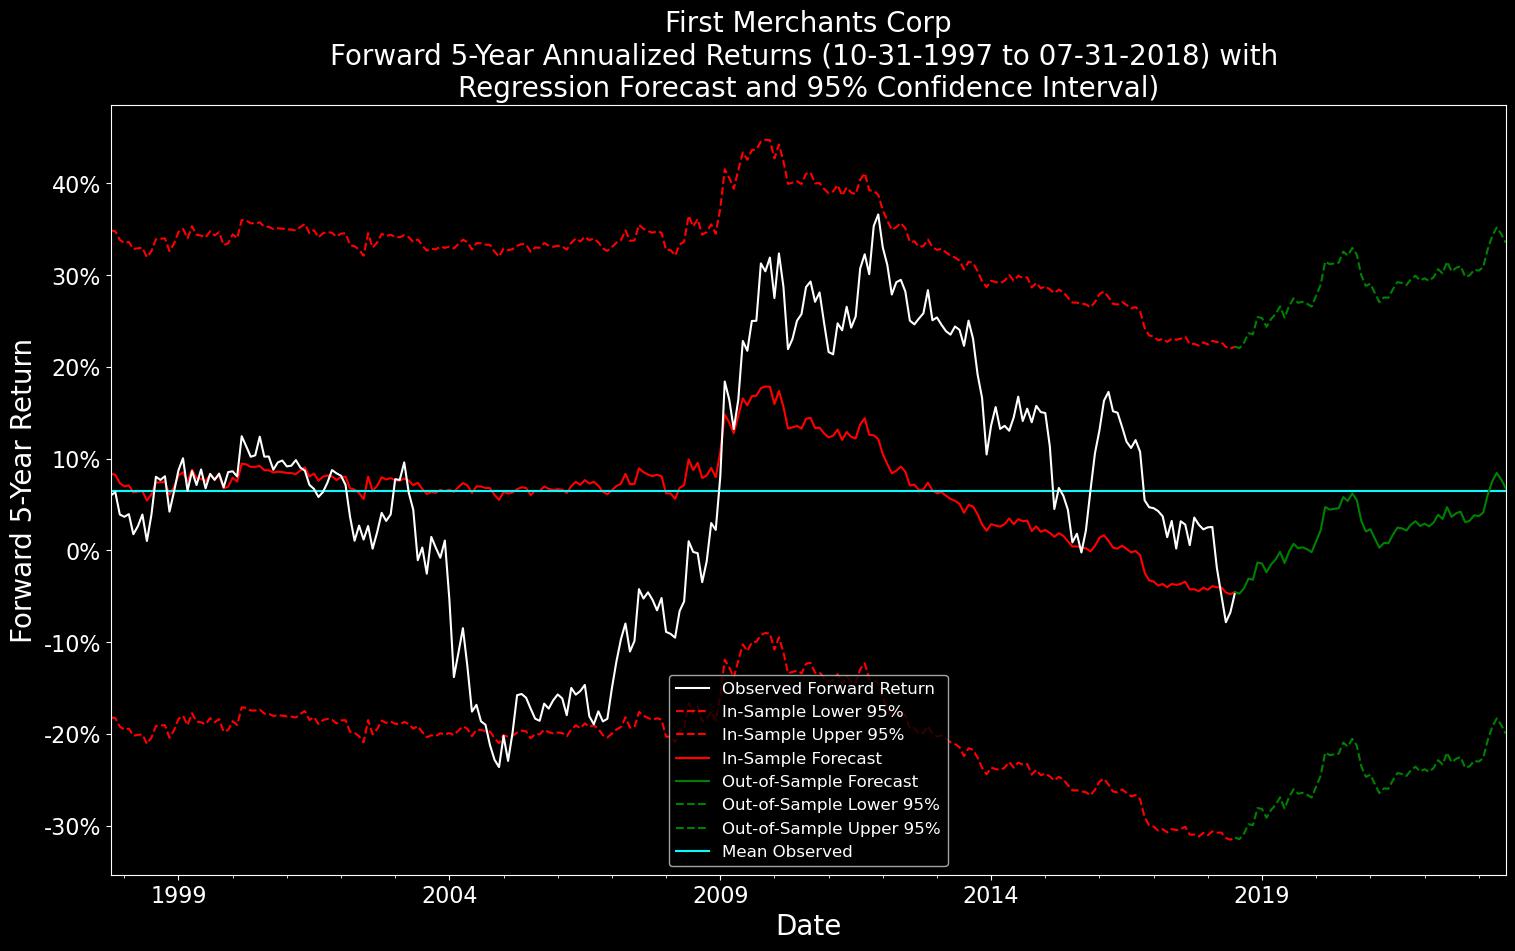 First Merchants Corp
Forward 5-Year Annualized Returns (10-31-1997 to 07-31-2018) with
Regression Forecast and 95% Confidence Interval)
Forward 5-Year Return
40%
30%
20%
10%
0%
-10%
-20%
-30%
Observed Forward Return
In-Sample Lower 95%
In-Sample Upper 95%
In-Sample Forecast
Out-of-Sample Forecast
Out-of-Sample Lower 95%
Out-of-Sample Upper 95%
Mean Observed
1999
2004
2009
2014
2019
Date